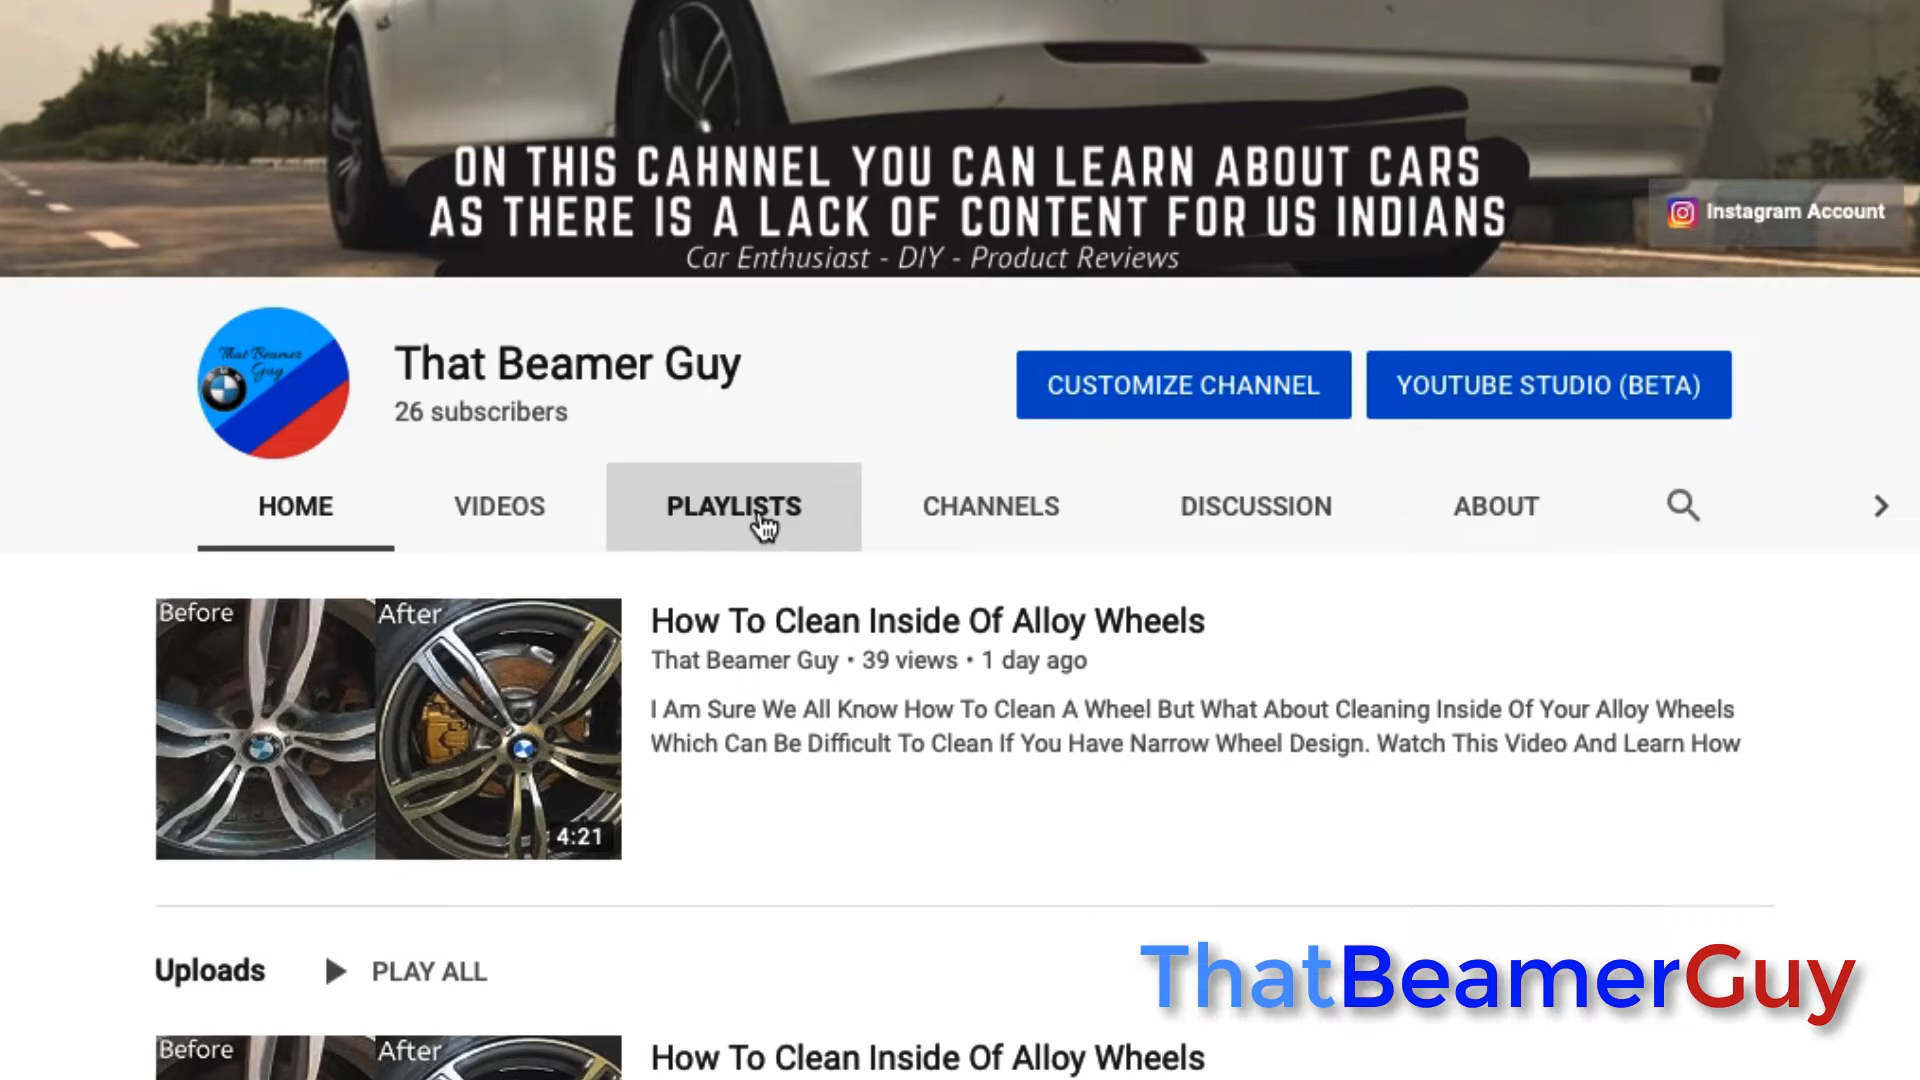 ON THIS CAHNNEL YOU CAN LEARN ABOUT CARS
AS THERE IS A LACK OF CONTENT FOR US INDIANS
Car Enthusiast - DIY - Product Reviews
Instagram Account
That Beamer
Guy
That Beamer Guy
26 subscribers
CUSTOMIZE CHANNEL
YOUTUBE STUDIO (BETA)
HOME VIDEOS PLAYLISTS CHANNELS DISCUSSION ABOUT
Before After
4:21
How To Clean Inside Of Alloy Wheels
That Beamer Guy • 39 views • 1 day ago
I Am Sure We All Know How To Clean A Wheel But What About Cleaning Inside Of Your Alloy Wheels
Which Can Be Difficult To Clean If You Have Narrow Wheel Design. Watch This Video And Learn How
Uploads PLAY ALL
ThatBeamerGuy
Before After
How To Clean Inside Of Alloy Wheels